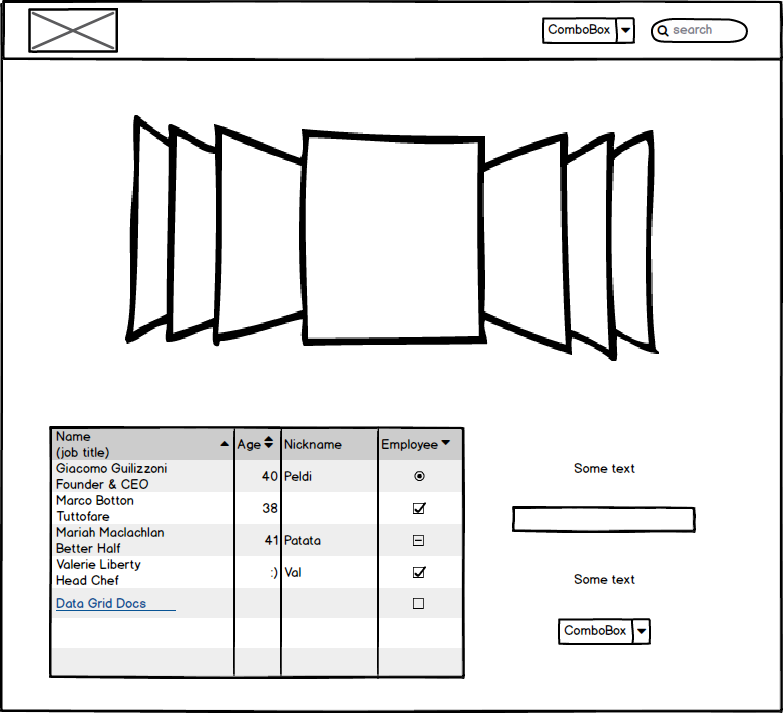 ComboBox
search
Name
(job title)
Age
Nickname
Employee
Giacomo Guilizzoni
Founder & CEO
40
Peldi
Marco Botton
Tuttofare
38
Mariah Maclachlan
Better Half
41
Patata
Valerie Liberty
Head Chef
:)
Val
Data Grid Docs
Some text
Some text
ComboBox